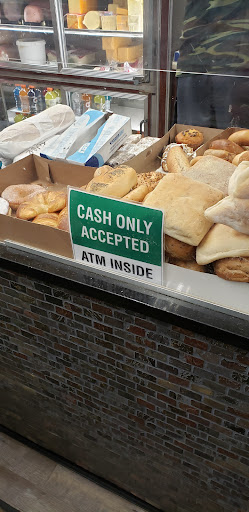 CASH ONLY
ACCEPTED
ATM INSIDE